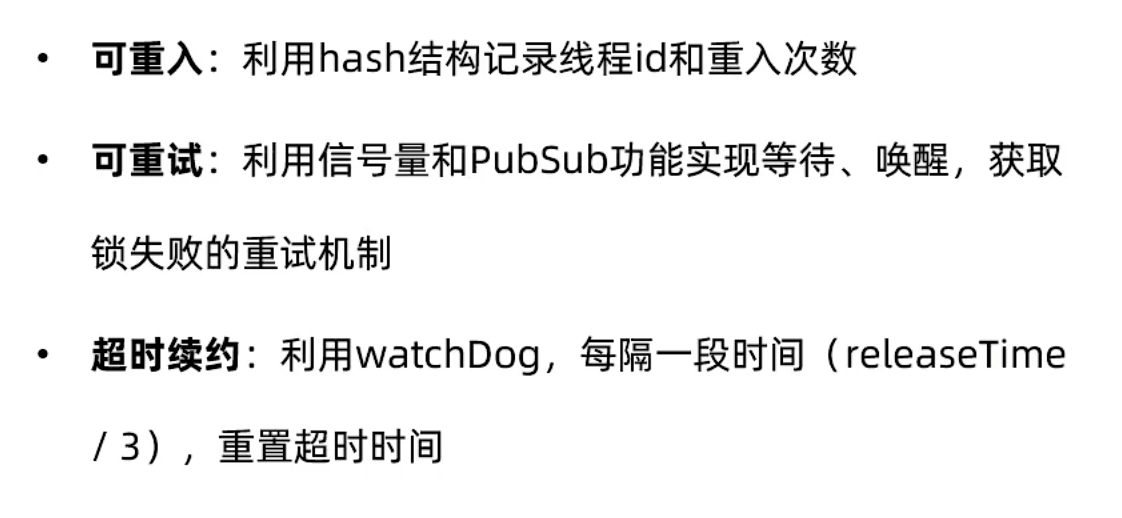 • 可重入：利用hash结构记录线程id和重入次数
• 可重试：利用信号量和PubSub功能实现等待、唤醒，获取
锁失败的重试机制
• 超时续约：利用watchDog，每隔一段时间（releaseTime
/ 3），重置超时时间